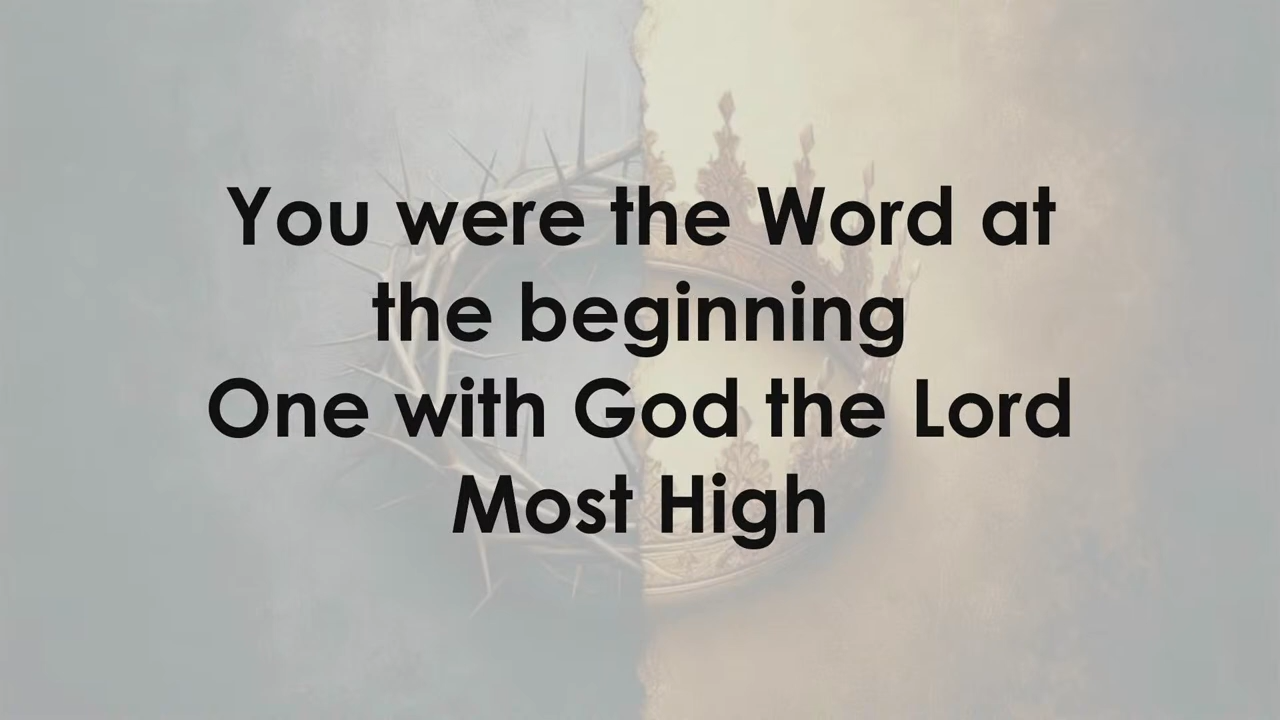 You were the Word at
the beginning
One with God the Lord
Most High